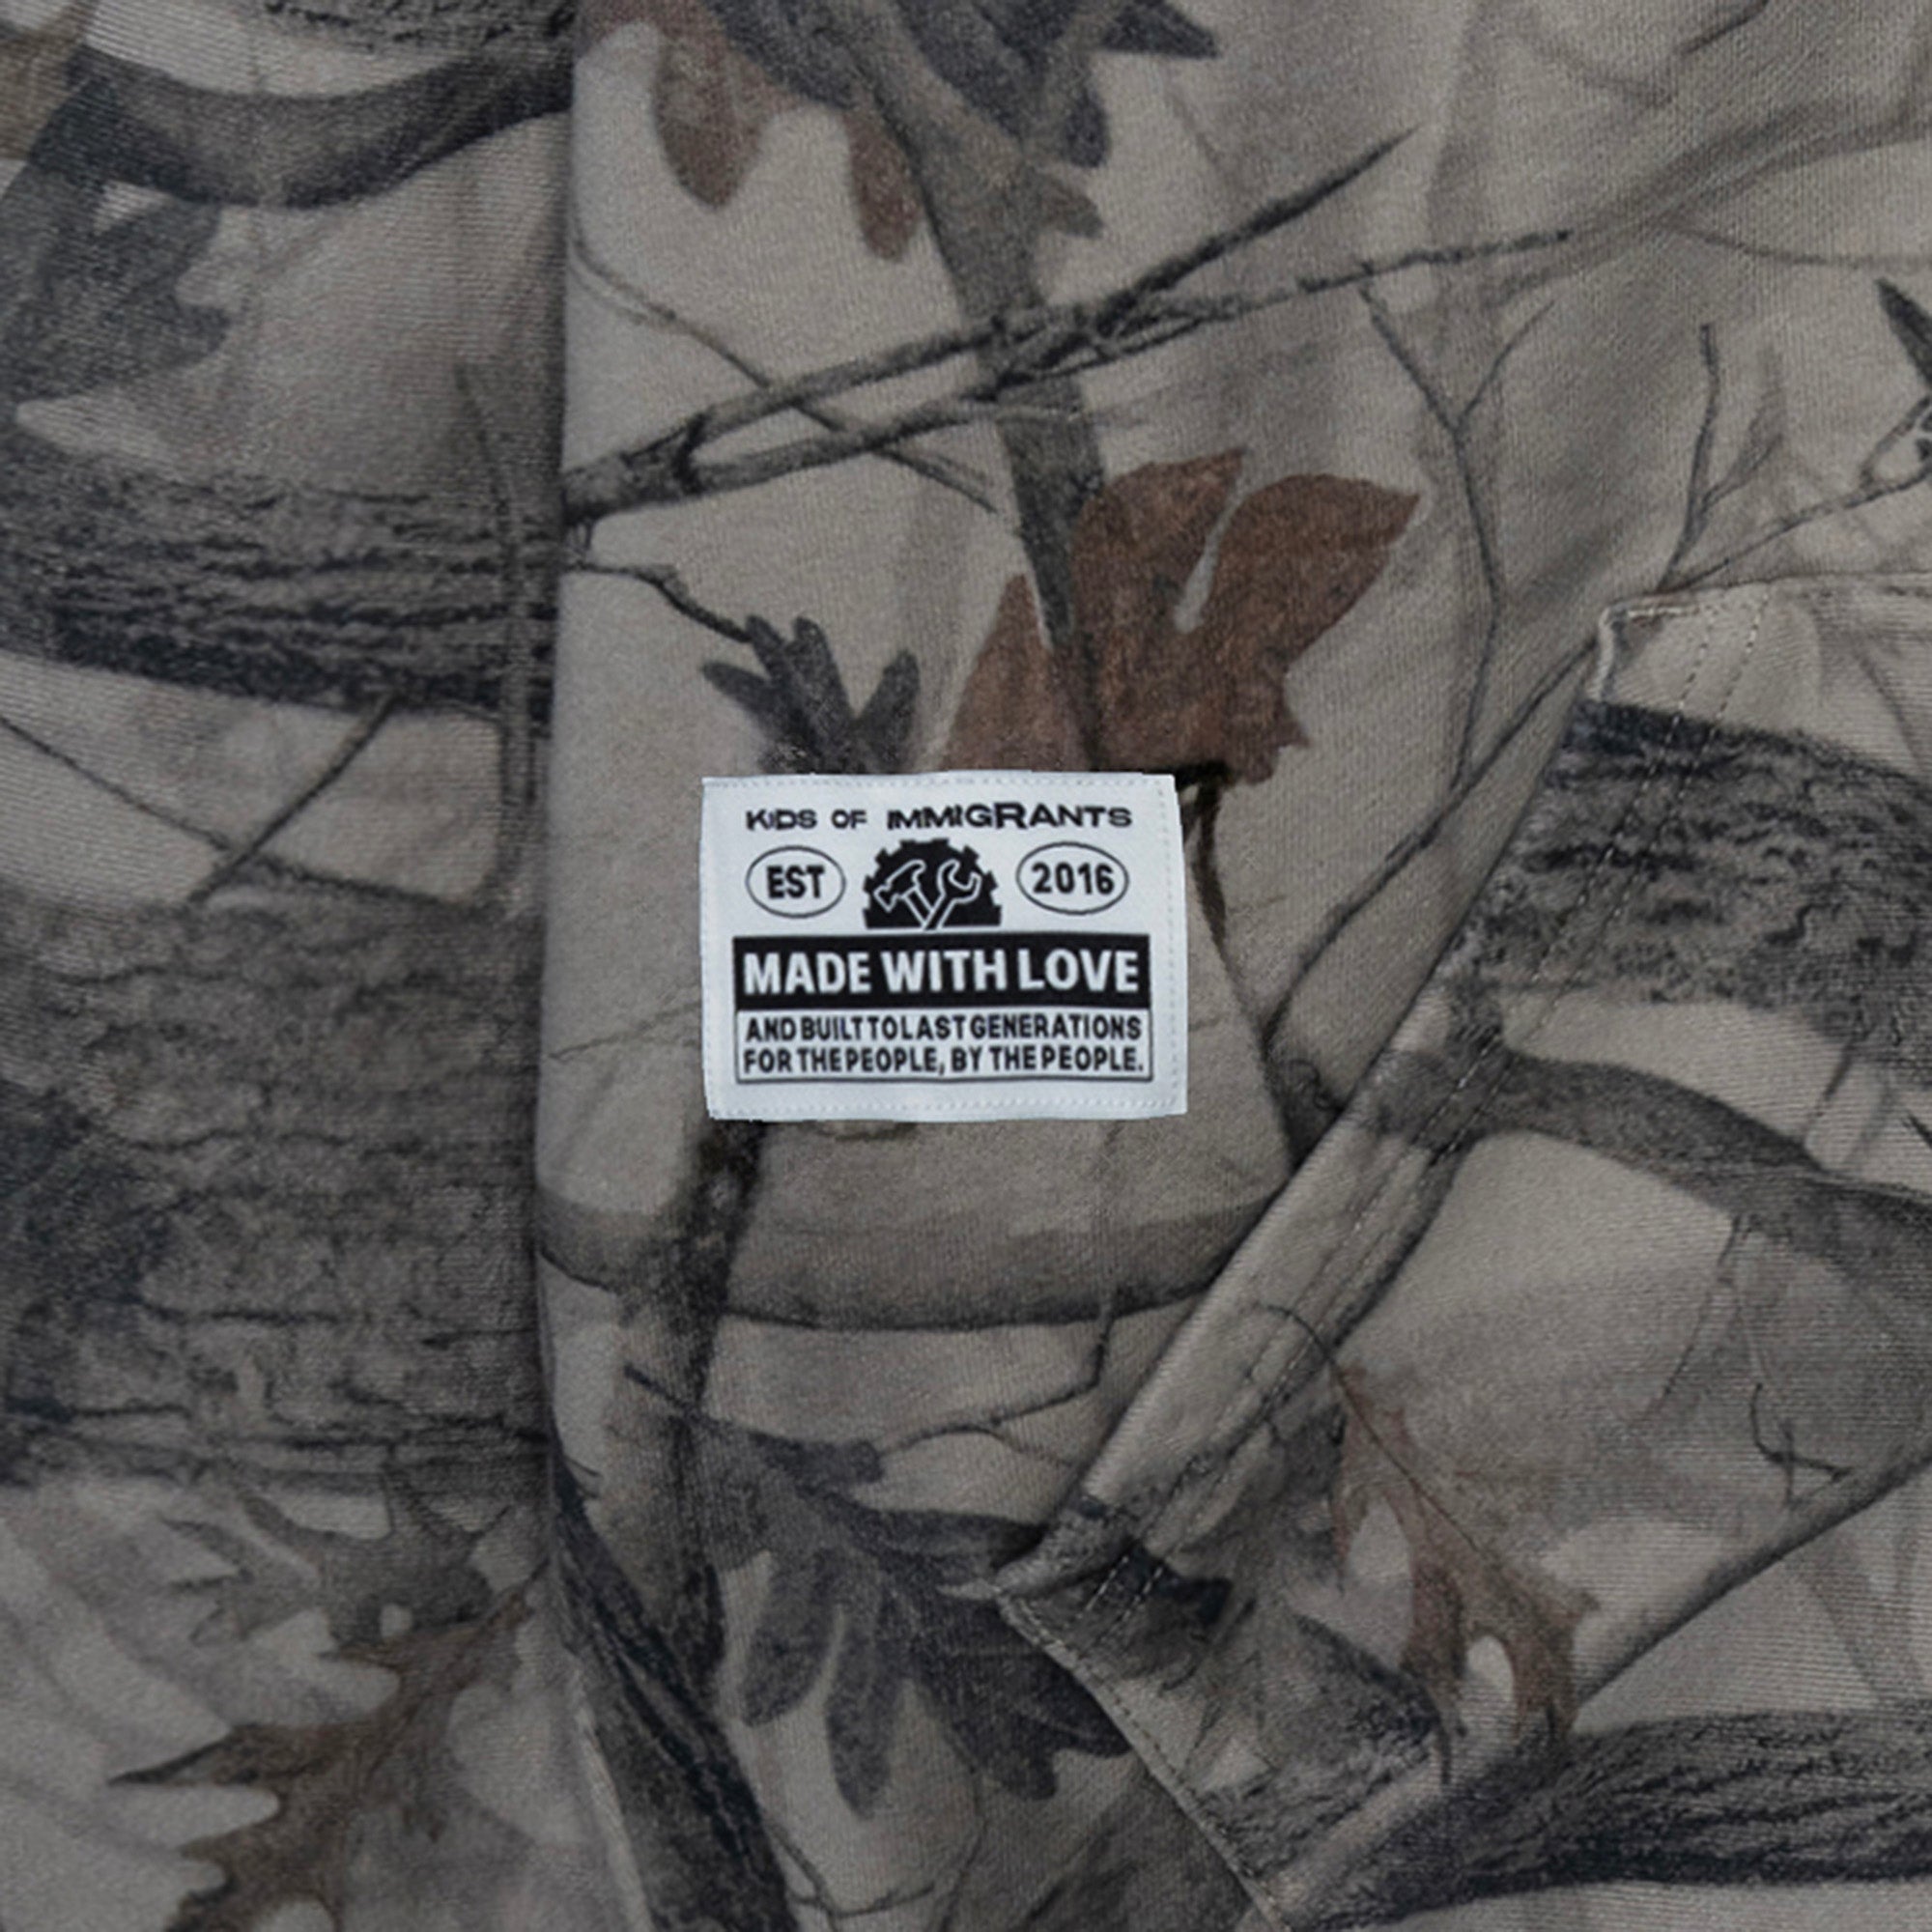 KIDS OF IMMIGRANTS
EST 2016
MADE WITH LOVE
AND BUILT TO LAST GENERATIONS
FOR THE PEOPLE, BY THE PEOPLE.